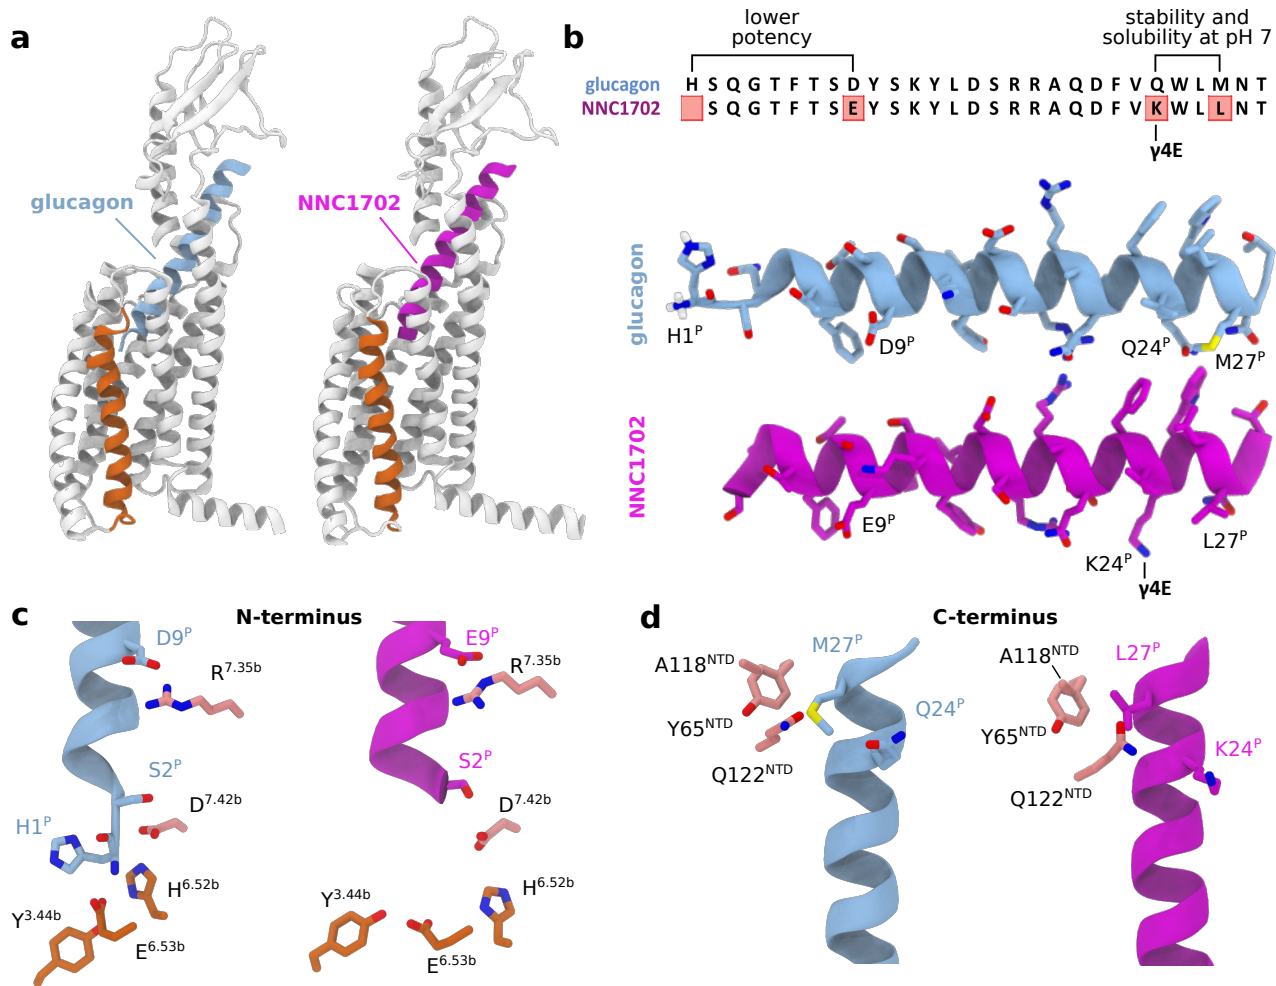 a
glucagon
NNC1702
b
lower
potency
stability and
solubility at pH 7
glucagon H S Q G T F T S D Y S K Y L D S R R A Q D F V Q W L M N T
NNC1702 S Q G T F T S E Y S K Y L D S R R A Q D F V K W L L N T
γ4E
glucagon
H1ᴾ
D9ᴾ
Q24ᴾ
M27ᴾ
NNC1702
E9ᴾ
K24ᴾ
L27ᴾ
γ4E
c
N-terminus
D9ᴾ
R7.35b
S2ᴾ
D7.42b
H1ᴾ
H6.52b
Y3.44b
E6.53b
E9ᴾ
R7.35b
S2ᴾ
D7.42b
H6.52b
Y3.44b
E6.53b
d
C-terminus
M27ᴾ
A118NTD
Q24ᴾ
Y65NTD
Q122NTD
A118NTD
L27ᴾ
Y65NTD
K24ᴾ
Q122NTD